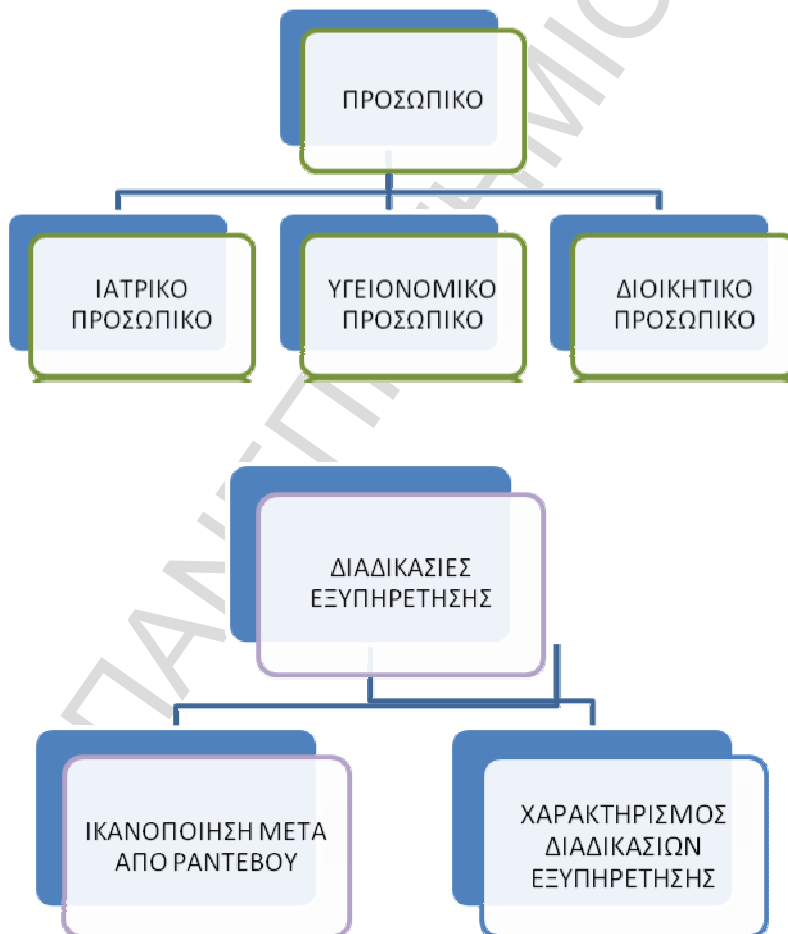 ΠΡΟΣΩΠΙΚΟ
ΙΑΤΡΙΚΟ
ΠΡΟΣΩΠΙΚΟ
ΥΓΕΙΟΝΟΜΙΚΟ
ΠΡΟΣΩΠΙΚΟ
ΔΙΟΙΚΗΤΙΚΟ
ΠΡΟΣΩΠΙΚΟ
ΔΙΑΔΙΚΑΣΙΕΣ
ΕΞΥΠΗΡΕΤΗΣΗΣ
ΙΚΑΝΟΠΟΙΗΣΗ ΜΕΤΑ
ΑΠΟ ΡΑΝΤΕΒΟΥ
ΧΑΡΑΚΤΗΡΙΣΜΟΣ
ΔΙΑΔΙΚΑΣΙΩΝ
ΕΞΥΠΗΡΕΤΗΣΗΣ